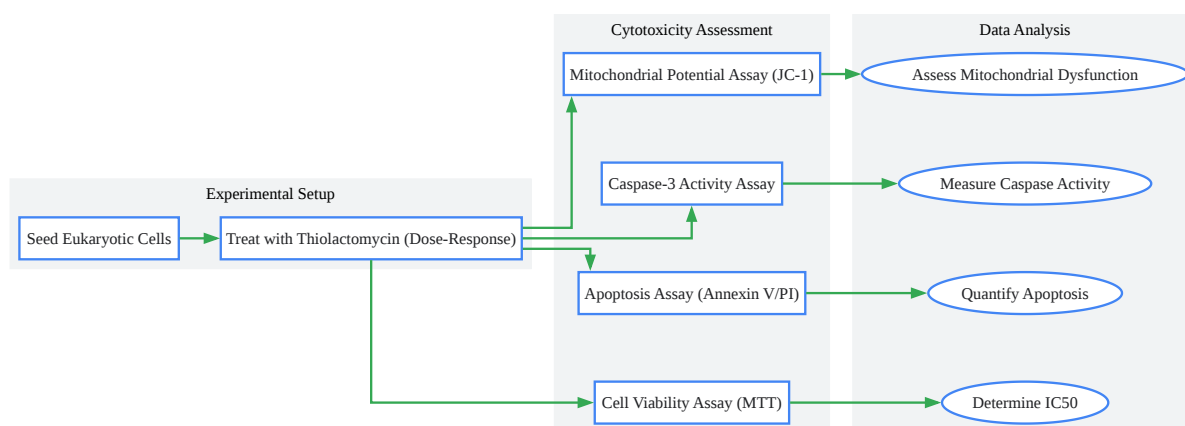 Cytotoxicity Assessment
Data Analysis
Mitochondrial Potential Assay (JC-1)
Assess Mitochondrial Dysfunction
Caspase-3 Activity Assay
Measure Caspase Activity
Experimental Setup
Seed Eukaryotic Cells
Treat with Thiolactomycin (Dose-Response)
Apoptosis Assay (Annexin V/PI)
Quantify Apoptosis
Cell Viability Assay (MTT)
Determine IC50